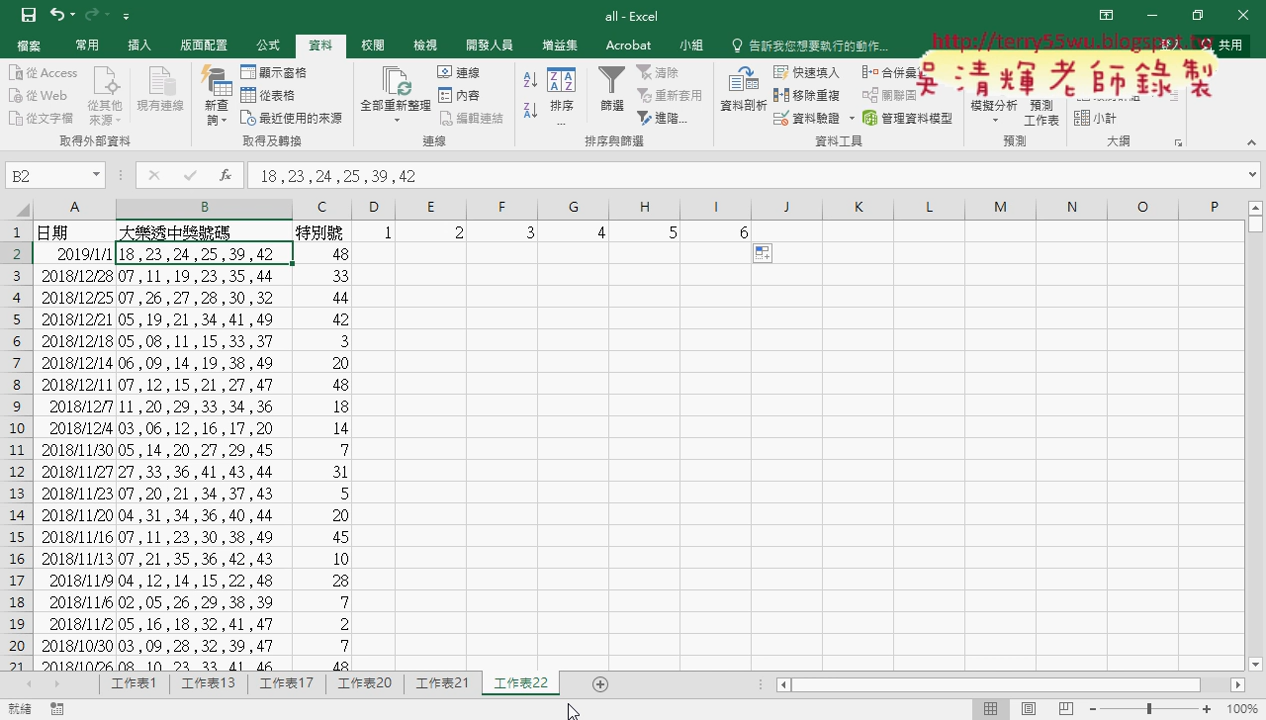 all - Excel
檔案 常用 插入 版面配置 公式 資料 校閱 檢視 開發人員 增益集 Acrobat 小組 告訴我您想要執行的動作... 共用
http://terry55wu.blogspot.tw
吳清輝老師錄製
從 Access
從 Web
從文字檔
從其他
來源
現有連線
新查
詢
顯示窗格
從表格
最近使用的來源
全部重新整理
連線
內容
編輯連結
排序
...
篩選
清除
重新套用
進階...
資料剖析
快速填入
移除重複
資料驗證
合併彙
關聯圖
管理資料模型
模擬分析
預測
工作表
小計
取得外部資料 取得及轉換 連線 排序與篩選 資料工具 預測 大綱
B2 fx 18 ,23 ,24 ,25 ,39 ,42
A B C D E F G H I J K L M N O P
1 日期 大樂透中獎號碼 特別號 1 2 3 4 5 6
2 2019/1/1 18 ,23 ,24 ,25 ,39 ,42 48
3 2018/12/28 07 ,11 ,19 ,23 ,35 ,44 33
4 2018/12/25 07 ,26 ,27 ,28 ,30 ,32 44
5 2018/12/21 05 ,19 ,21 ,34 ,41 ,49 42
6 2018/12/18 05 ,08 ,11 ,15 ,33 ,37 3
7 2018/12/14 06 ,09 ,14 ,19 ,38 ,49 20
8 2018/12/11 07 ,12 ,15 ,21 ,27 ,47 48
9 2018/12/7 11 ,20 ,29 ,33 ,34 ,36 18
10 2018/12/4 03 ,06 ,12 ,16 ,17 ,20 14
11 2018/11/30 05 ,14 ,20 ,27 ,29 ,45 7
12 2018/11/27 27 ,33 ,36 ,41 ,43 ,44 31
13 2018/11/23 07 ,20 ,21 ,34 ,37 ,43 5
14 2018/11/20 04 ,31 ,34 ,36 ,40 ,44 20
15 2018/11/16 07 ,11 ,23 ,30 ,38 ,49 45
16 2018/11/13 07 ,21 ,35 ,36 ,42 ,43 10
17 2018/11/9 04 ,12 ,14 ,15 ,22 ,48 28
18 2018/11/6 02 ,05 ,26 ,29 ,38 ,39 7
19 2018/11/2 05 ,16 ,18 ,32 ,41 ,47 2
20 2018/10/30 03 ,09 ,28 ,32 ,39 ,47 7
21 2018/10/26 08 ,10 ,23 ,33 ,41 ,46 48
工作表1 工作表13 工作表17 工作表20 工作表21 工作表22
就緒 100%